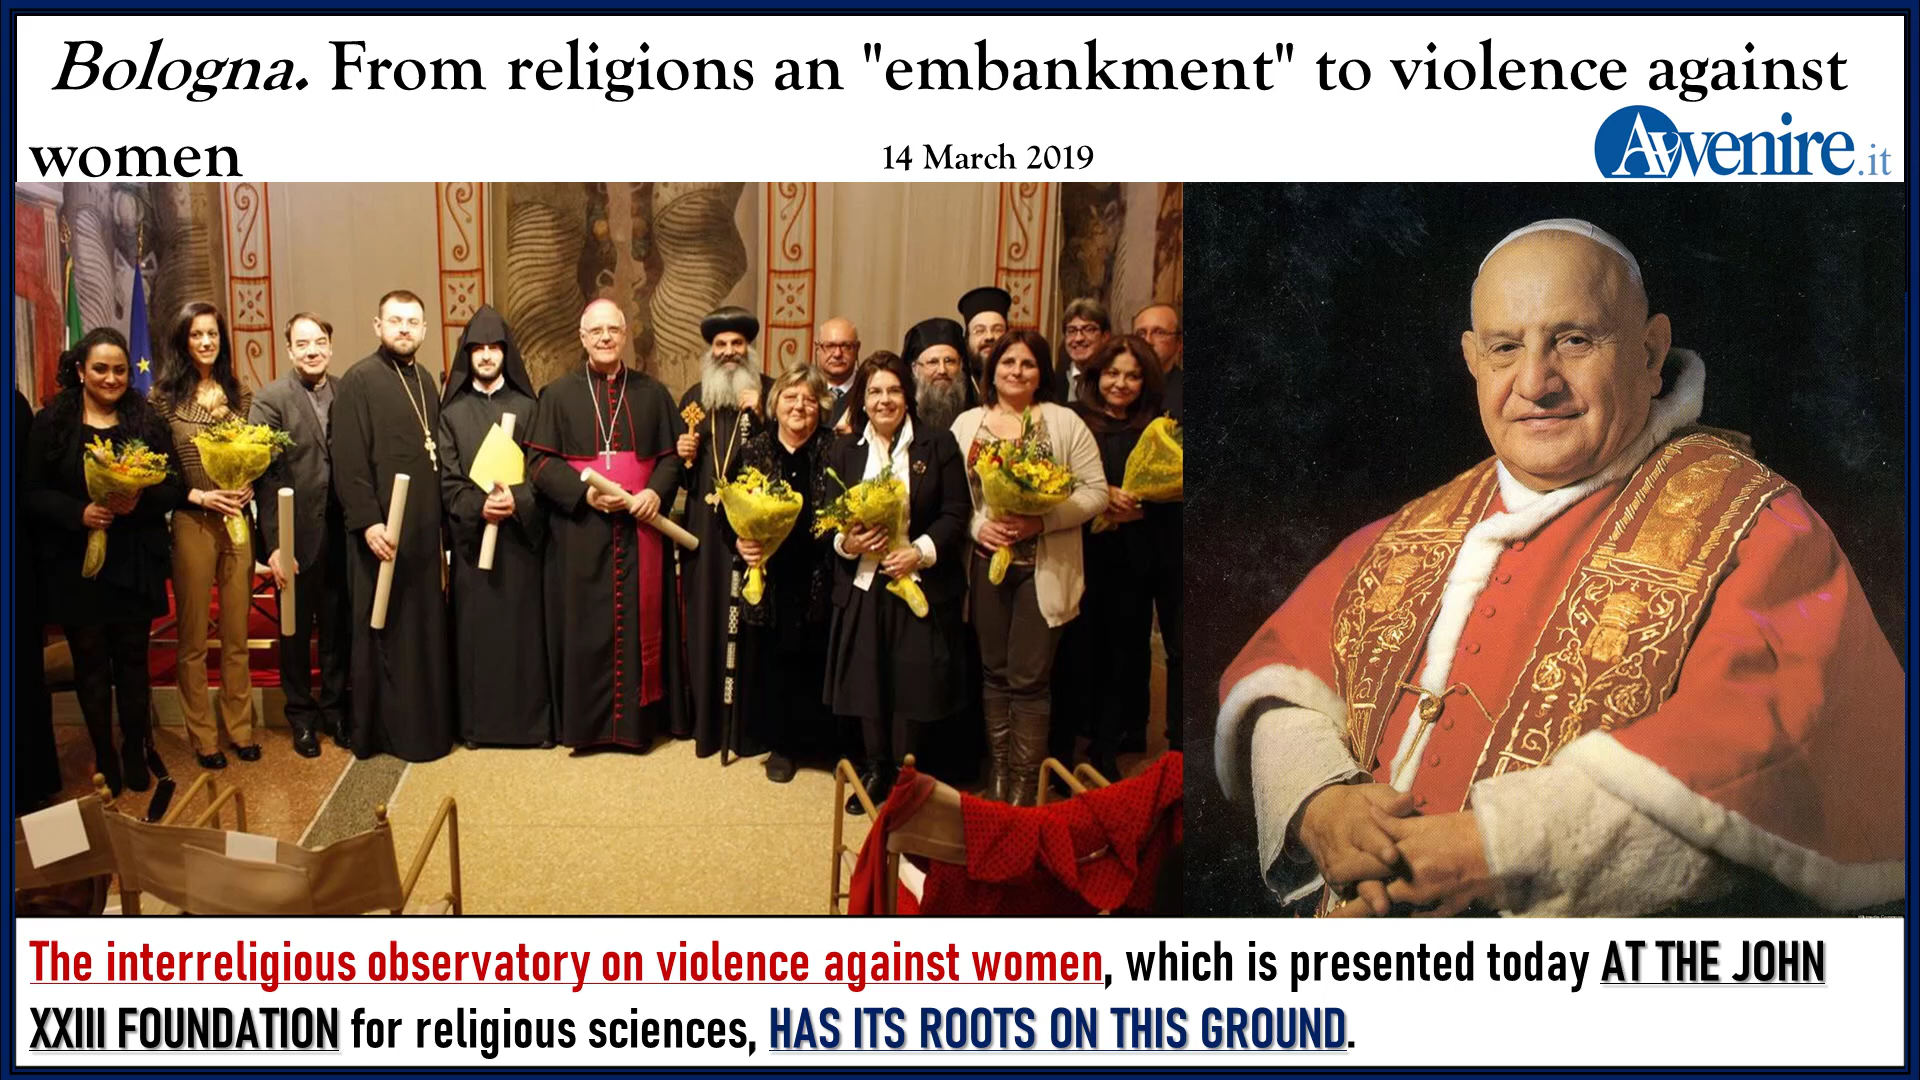 Bologna. From religions an "embankment" to violence against
women
14 March 2019
Avvenire.it
The interreligious observatory on violence against women, which is presented today AT THE JOHN
XXIII FOUNDATION for religious sciences, HAS ITS ROOTS ON THIS GROUND.